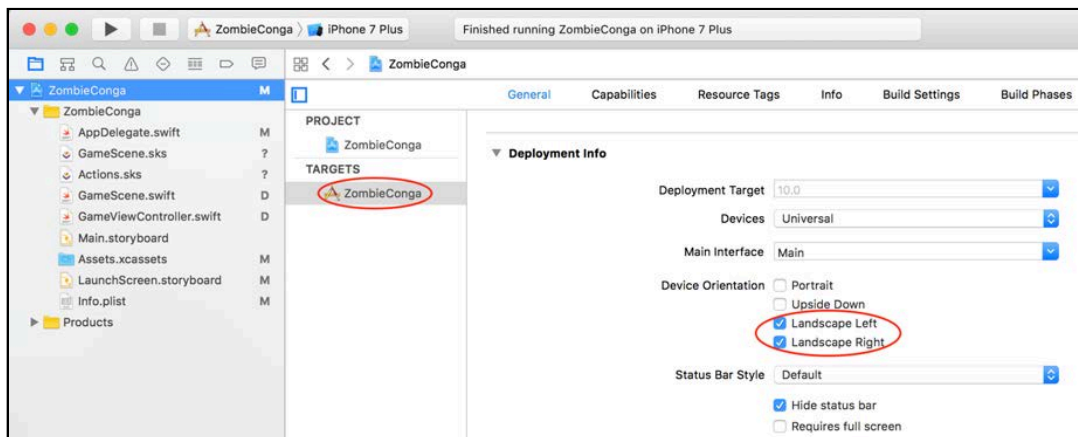 ZombieConga
iPhone 7 Plus
Finished running ZombieConga on iPhone 7 Plus
ZombieConga
ZombieConga M
ZombieConga
AppDelegate.swift M
GameScene.sks ?
Actions.sks ?
GameScene.swift D
GameViewController.swift D
Main.storyboard
Assets.xcassets M
LaunchScreen.storyboard M
Info.plist M
Products
General Capabilities Resource Tags Info Build Settings Build Phases
PROJECT
ZombieConga
TARGETS
ZombieConga
Deployment Info
Deployment Target 10.0
Devices Universal
Main Interface Main
Device Orientation Portrait
Upside Down
Landscape Left
Landscape Right
Status Bar Style Default
Hide status bar
Requires full screen